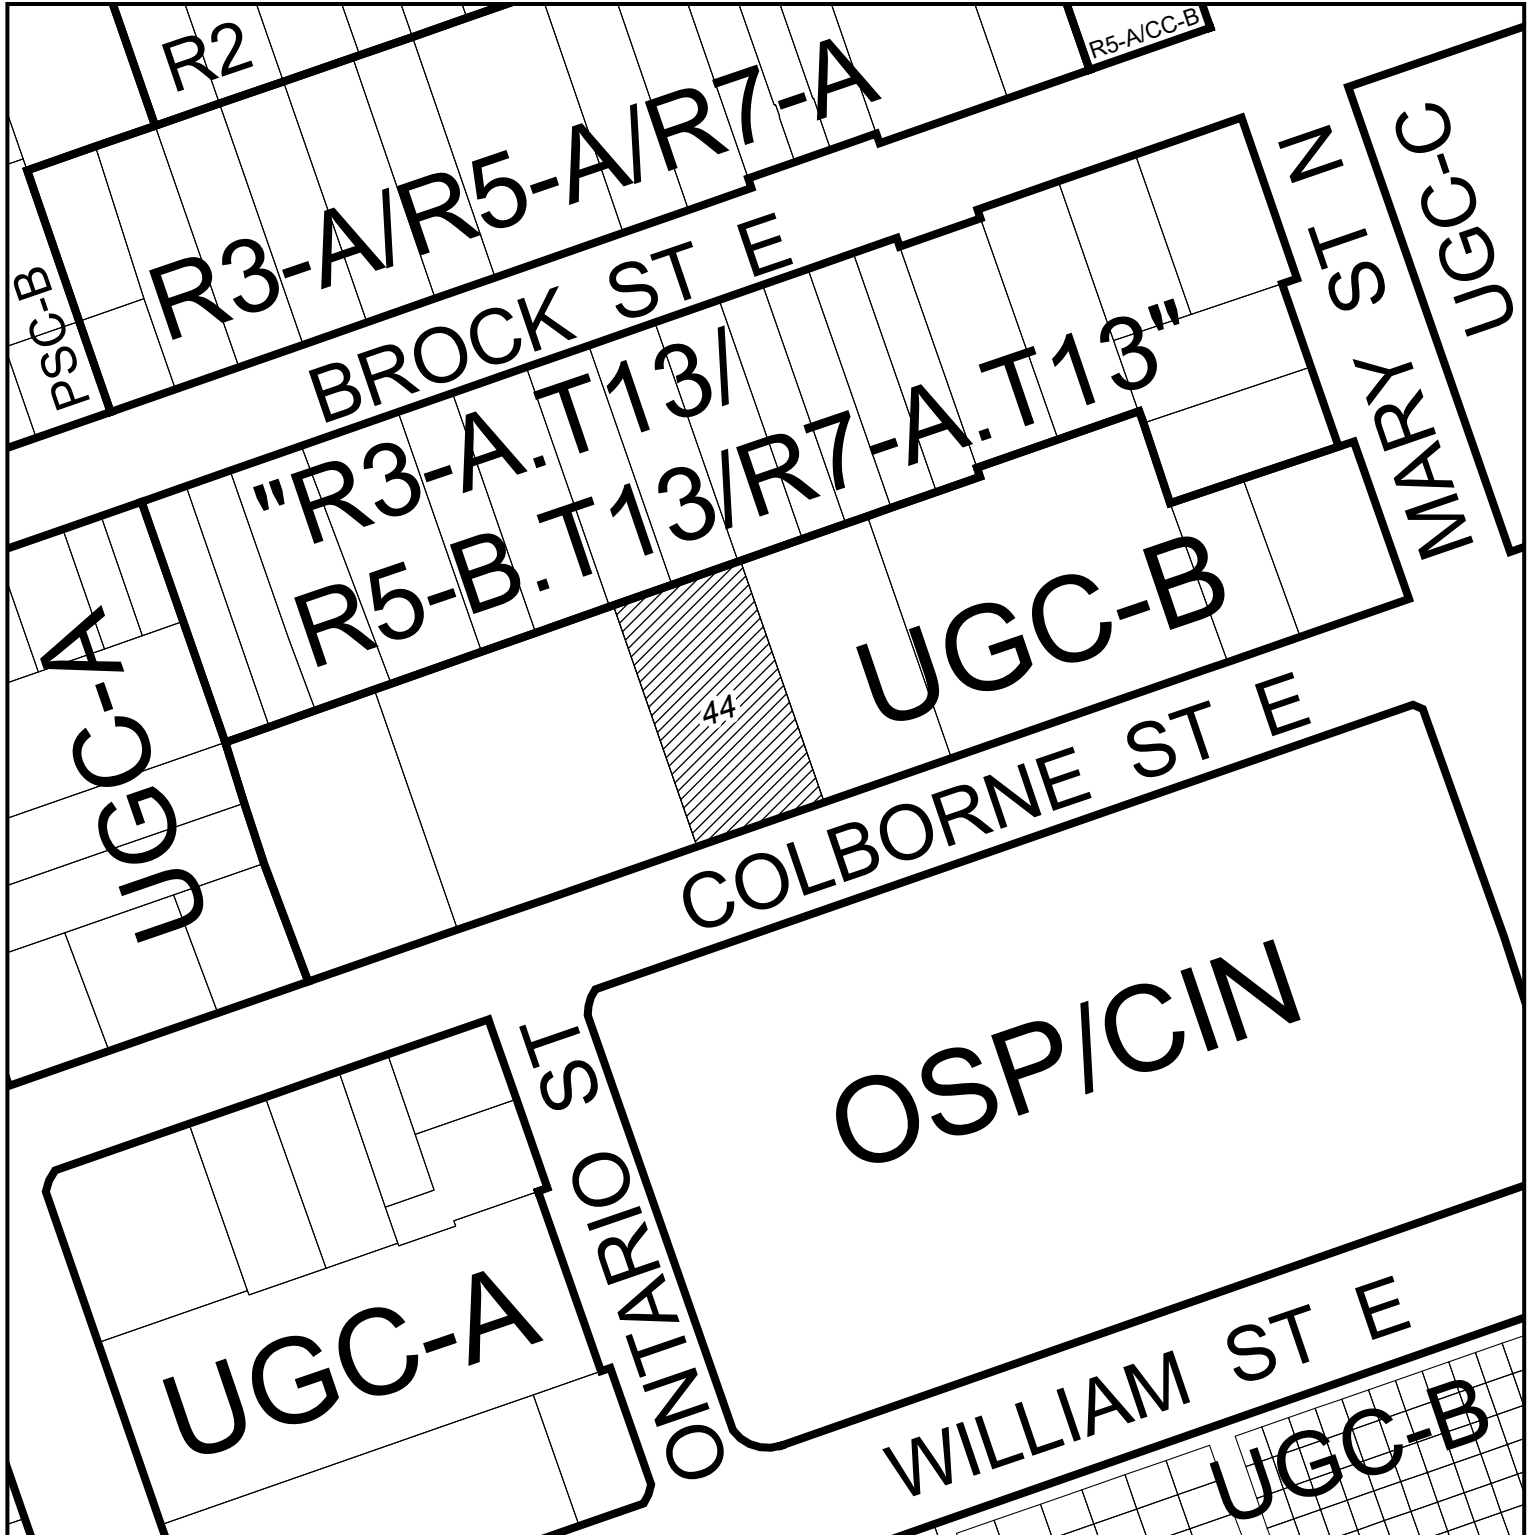 R2
R5-A/CC-B
R3-A/R5-A/R7-A
UGC-C
PSC-B
BROCK ST E
MARY ST N
"R3-A.T13/
R5-B.T13/R7-A.T13"
UGC-A
44
UGC-B
COLBORNE ST E
OSP/CIN
ONTARIO ST
UGC-A
WILLIAM ST E
UGC-B